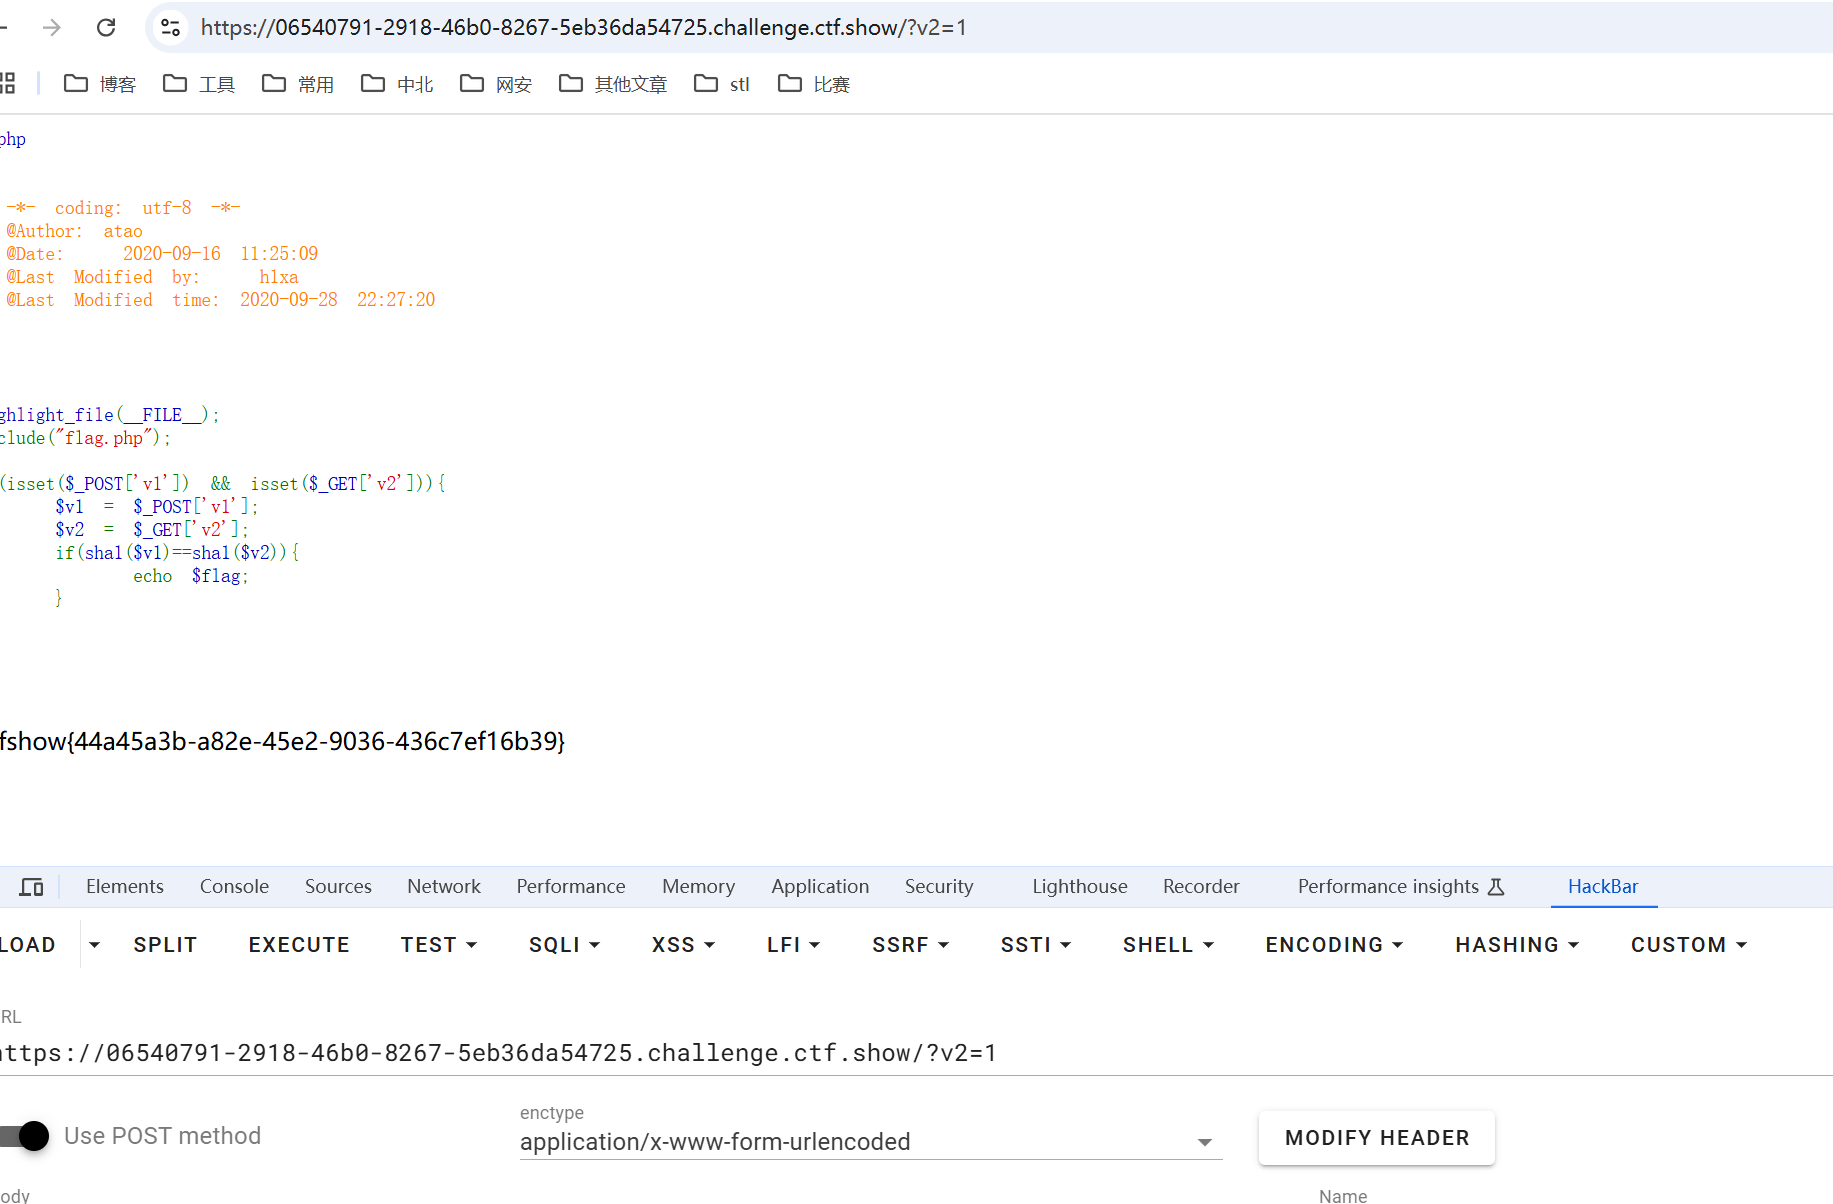 https://06540791-2918-46b0-8267-5eb36da54725.challenge.ctf.show/?v2=1
博客 工具 常用 中北 网安 其他文章 stl 比赛
php
-*- coding: utf-8 -*-
@Author: atao
@Date: 2020-09-16 11:25:09
@Last Modified by: hlxa
@Last Modified time: 2020-09-28 22:27:20
ghlight_file(__FILE__);
clude("flag.php");
(isset($_POST['v1']) && isset($_GET['v2'])){
$v1 = $_POST['v1'];
$v2 = $_GET['v2'];
if(sha1($v1)==sha1($v2)){
echo $flag;
}
fshow{44a45a3b-a82e-45e2-9036-436c7ef16b39}
Elements Console Sources Network Performance Memory Application Security Lighthouse Recorder Performance insights HackBar
LOAD SPLIT EXECUTE TEST SQLI XSS LFI SSRF SSTI SHELL ENCODING HASHING CUSTOM
RL
https://06540791-2918-46b0-8267-5eb36da54725.challenge.ctf.show/?v2=1
enctype
Use POST method application/x-www-form-urlencoded MODIFY HEADER
ody Name